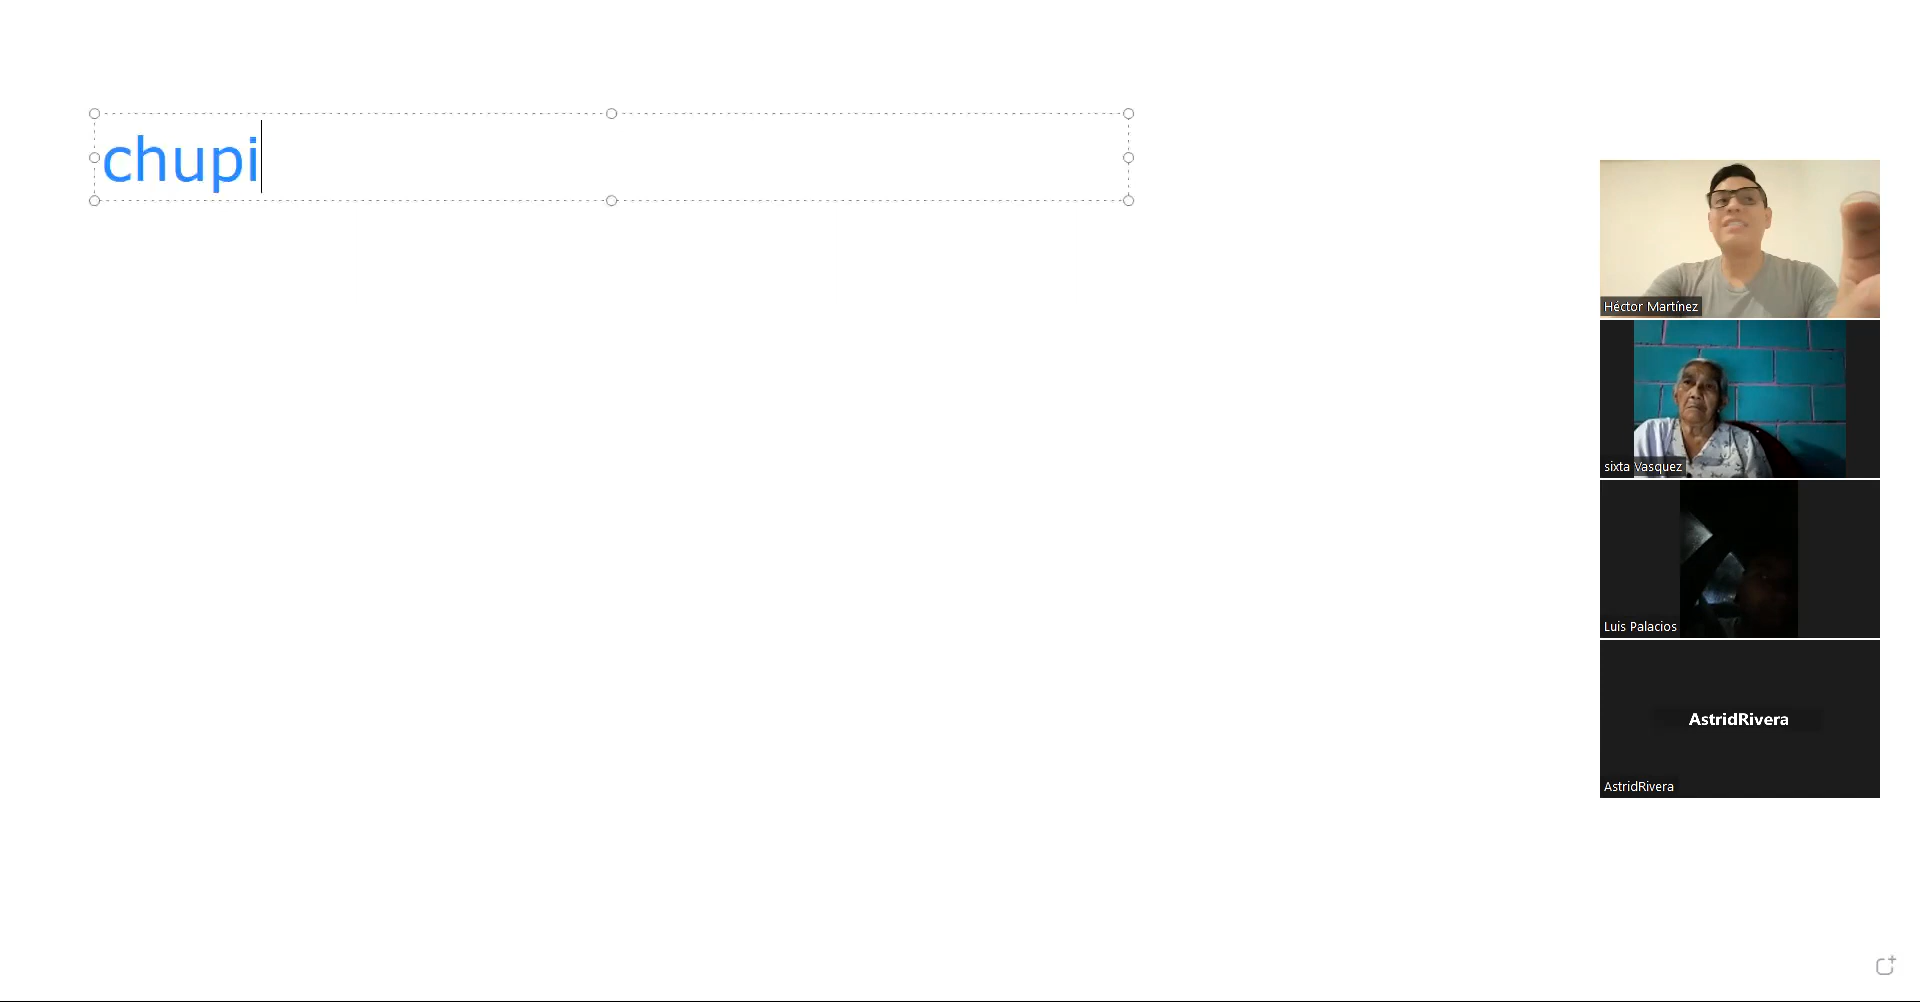 chupi
Héctor Martínez
sixta Vasquez
Luis Palacios
AstridRivera
AstridRivera